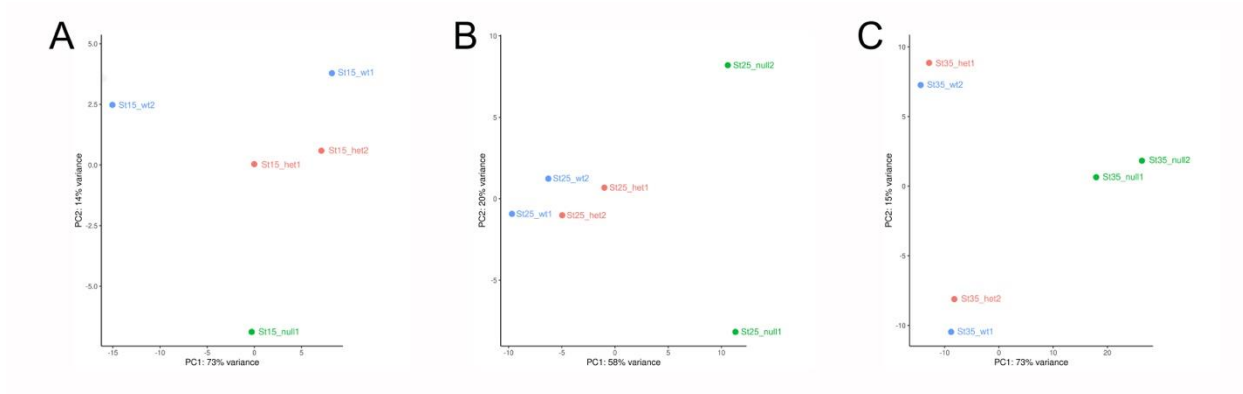 A
5.0
2.5
0.0
-2.5
-5.0
PC2: 14% variance
St15_wt1
St15_wt2
St15_het2
St15_het1
St15_null1
-15
-10
-5
0
5
PC1: 73% variance
B
10
5
0
-5
PC2: 20% variance
St25_null2
St25_wt2
St25_het1
St25_wt1
St25_het2
St25_null1
-10
-5
0
5
10
PC1: 58% variance
C
10
5
0
-5
-10
PC2: 15% variance
St35_het1
St35_wt2
St35_null2
St35_null1
St35_het2
St35_wt1
-10
0
10
20
PC1: 73% variance